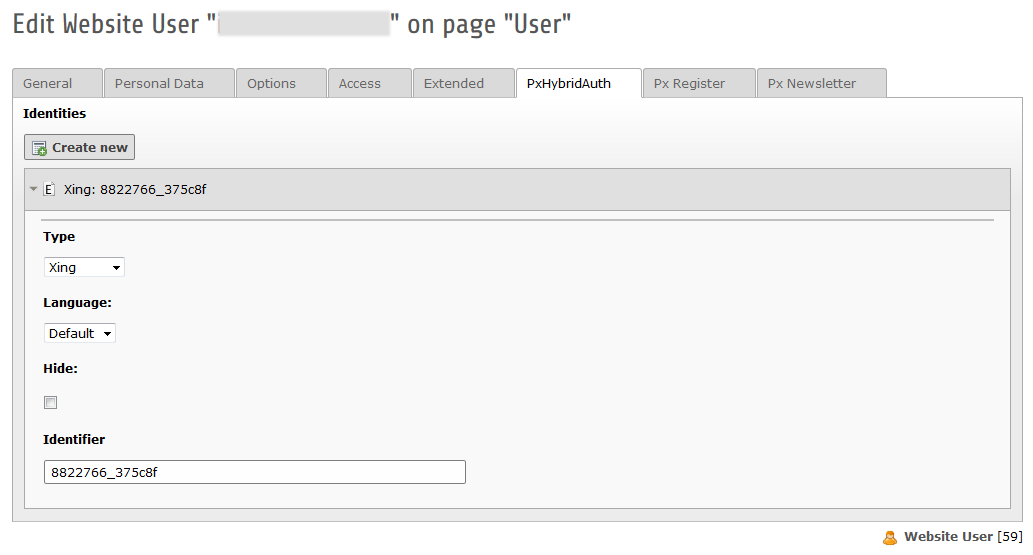 Edit Website User "" on page "User"
General Personal Data Options Access Extended PxHybridAuth Px Register Px Newsletter
Identities
Create new
E Xing: 8822766_375c8f
Type
Xing
Language:
Default
Hide:
Identifier
8822766_375c8f
Website User [59]